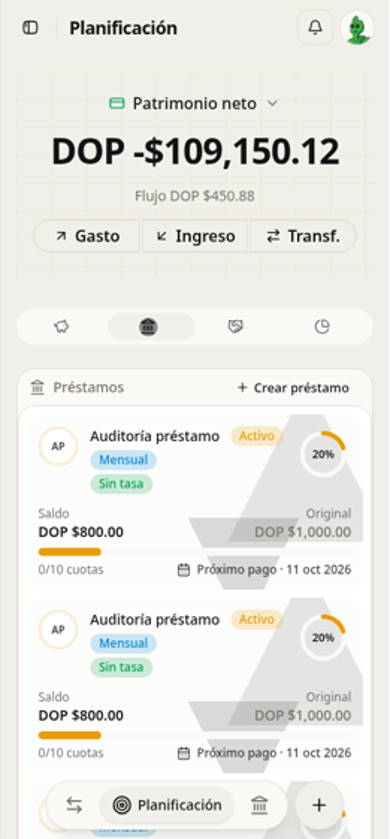 Planificación
Patrimonio neto
DOP -$109,150.12
Flujo DOP $450.88
Gasto Ingreso Transf.
Préstamos + Crear préstamo
AP Auditoría préstamo Activo 20%
Mensual
Sin tasa
Saldo Original
DOP $800.00 DOP $1,000.00
0/10 cuotas Próximo pago · 11 oct 2026
AP Auditoría préstamo Activo 20%
Mensual
Sin tasa
Saldo Original
DOP $800.00 DOP $1,000.00
0/10 cuotas Próximo pago · 11 oct 2026
Planificación +